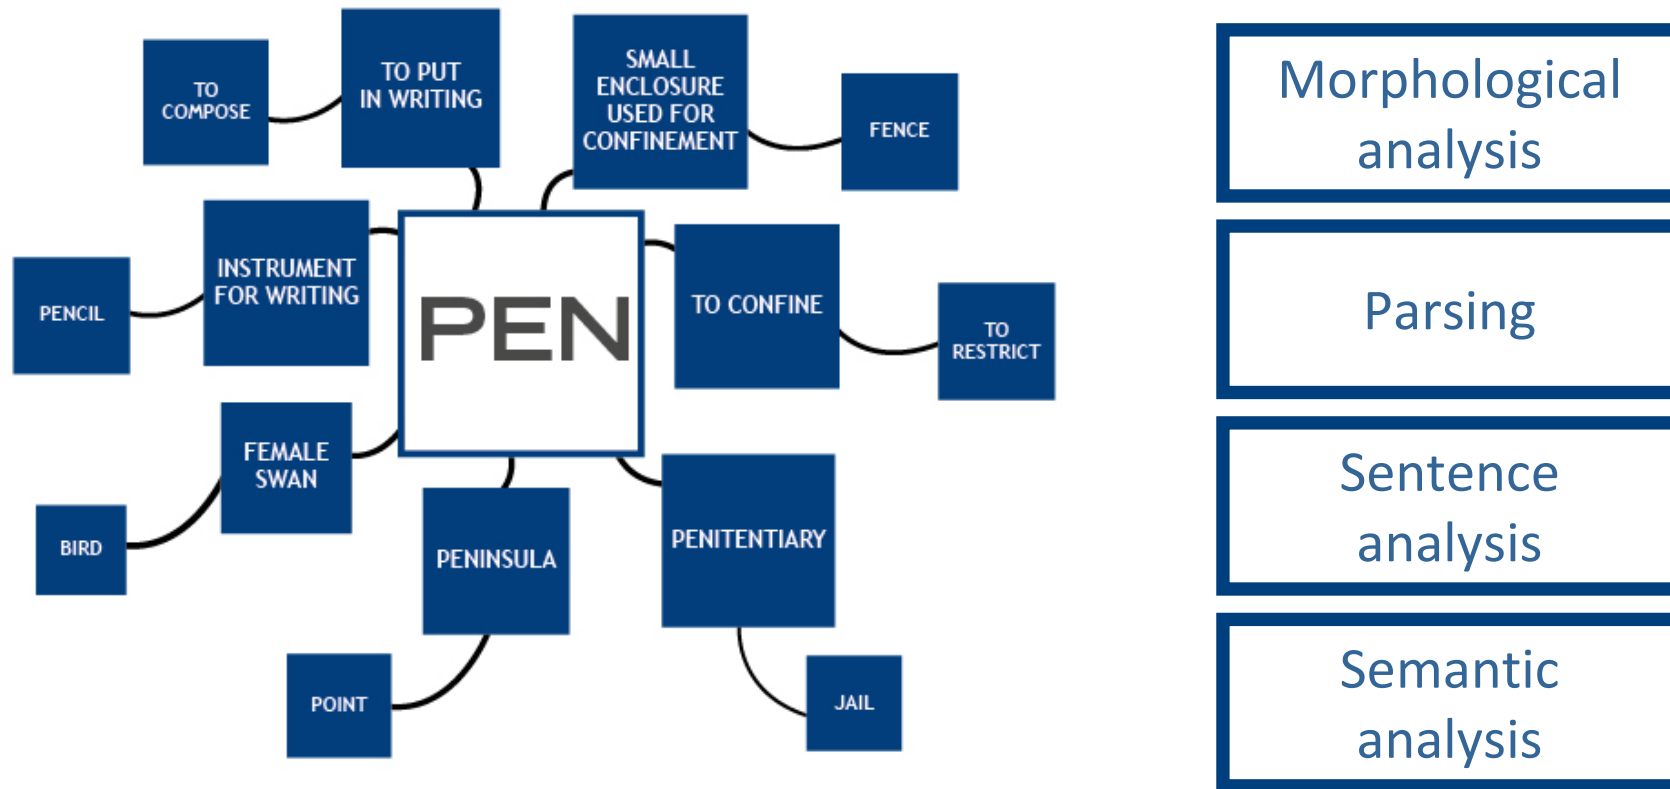 TO
COMPOSE
TO PUT
IN WRITING
SMALL
ENCLOSURE
USED FOR
CONFINEMENT
FENCE
PENCIL
INSTRUMENT
FOR WRITING
PEN
TO CONFINE
TO
RESTRICT
BIRD
FEMALE
SWAN
PENINSULA
PENITENTIARY
POINT
JAIL
Morphological
analysis
Parsing
Sentence
analysis
Semantic
analysis